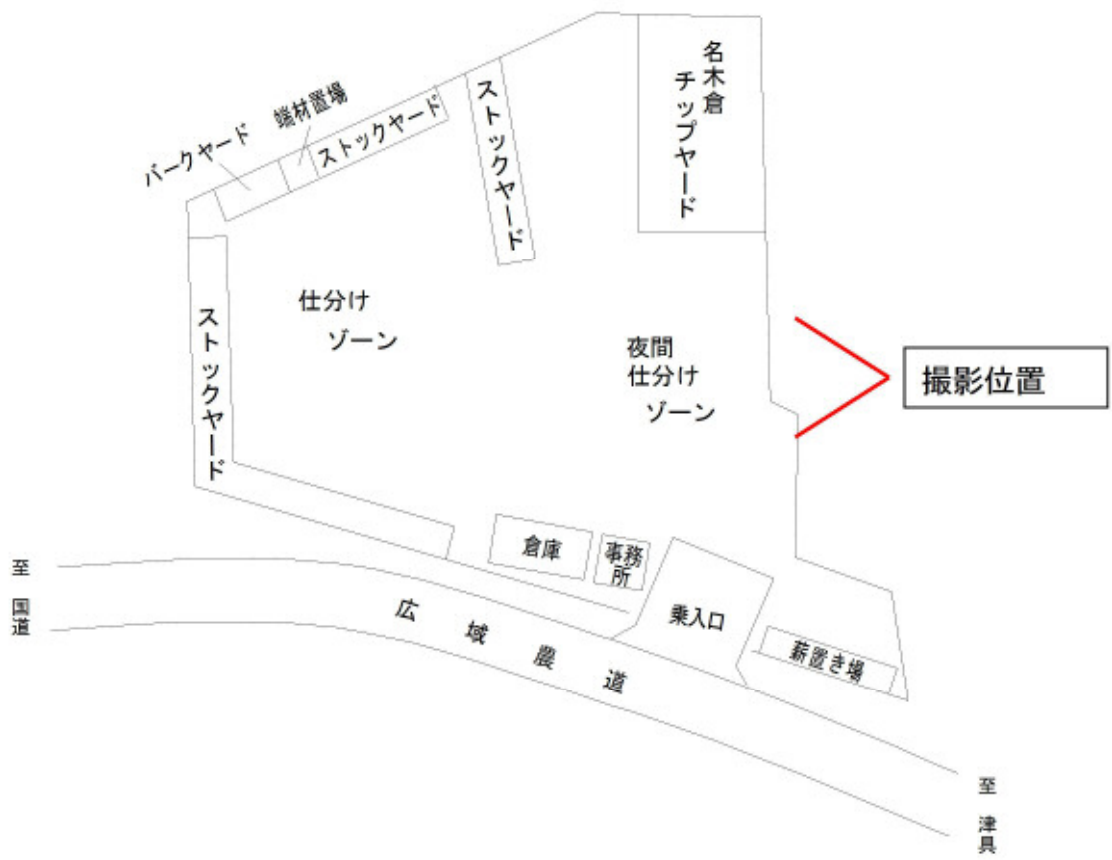 名木倉
チップヤード
ストックヤード
端材置場
ストックヤード
バークヤード
仕分け
ゾーン
ストックヤード
夜間
仕分け
ゾーン
撮影位置
倉庫
事務
所
乗入口
薪置き場
至 国道
広域農道
至 津具